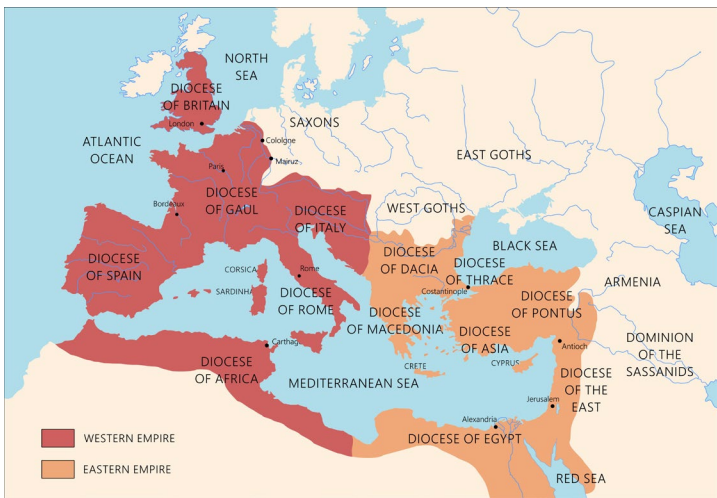 NORTH
SEA
DIOCESE
OF BRITAIN
London
SAXONS
ATLANTIC
OCEAN
Cololgne
Mairuz
Paris
EAST GOTHS
DIOCESE
OF GAUL
Bordeaux
DIOCESE
OF ITALY
WEST GOTHS
CASPIAN
SEA
BLACK SEA
DIOCESE
OF SPAIN
DIOCESE
OF DACIA
DIOCESE
OF THRACE
Costantinople
CORSICA
Rome
SARDINHA
DIOCESE
OF ROME
ARMENIA
DIOCESE
OF PONTUS
DIOCESE
OF MACEDONIA
DIOCESE
OF ASIA
Antioch
DOMINION
OF THE
SASSANIDS
Carthag.
DIOCESE
OF AFRICA
CRETE
CYPRUS
MEDITERRANEAN SEA
DIOCESE
OF THE
EAST
Jerusalem
Alexandria
DIOCESE OF EGYPT
WESTERN EMPIRE
EASTERN EMPIRE
RED SEA